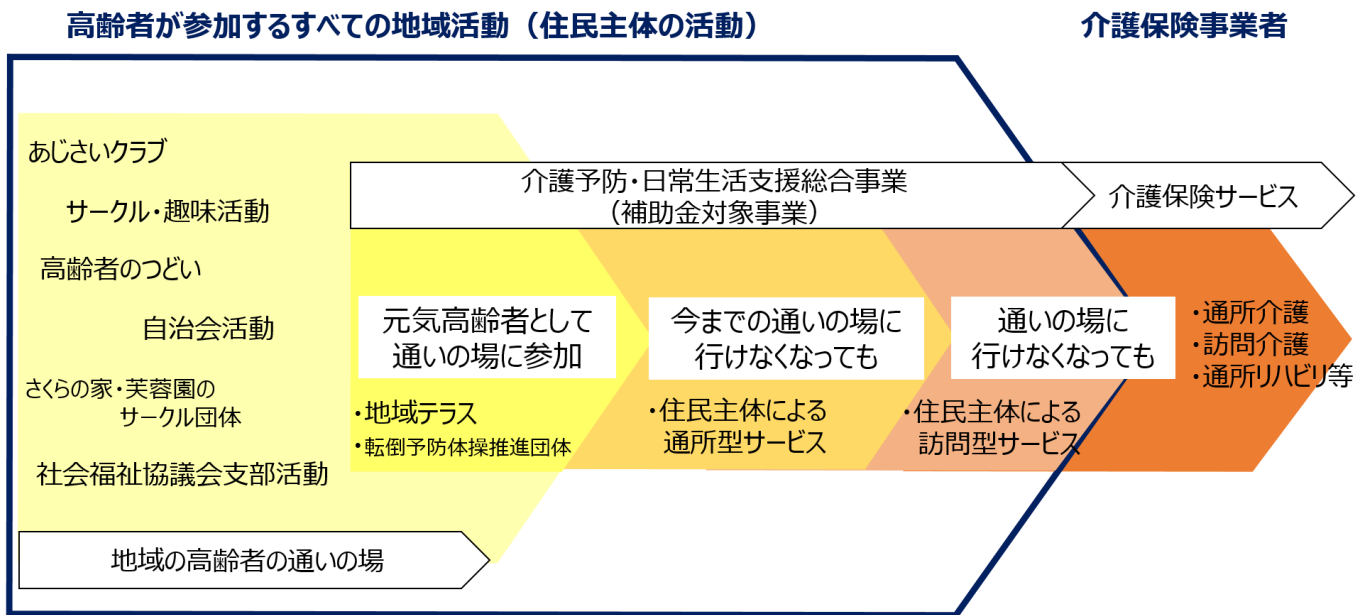 高齢者が参加するすべての地域活動（住民主体の活動）
介護保険事業者
あじさいクラブ
サークル・趣味活動
高齢者のつどい
自治会活動
さくらの家・芙蓉園の
サークル団体
社会福祉協議会支部活動
地域の高齢者の通いの場
介護予防・日常生活支援総合事業
（補助金対象事業）
介護保険サービス
元気高齢者として
通いの場に参加
・地域テラス
・転倒予防体操推進団体
今までの通いの場に
行けなくなっても
・住民主体による
通所型サービス
通いの場に
行けなくなっても
・住民主体による
訪問型サービス
・通所介護
・訪問介護
・通所リハビリ等